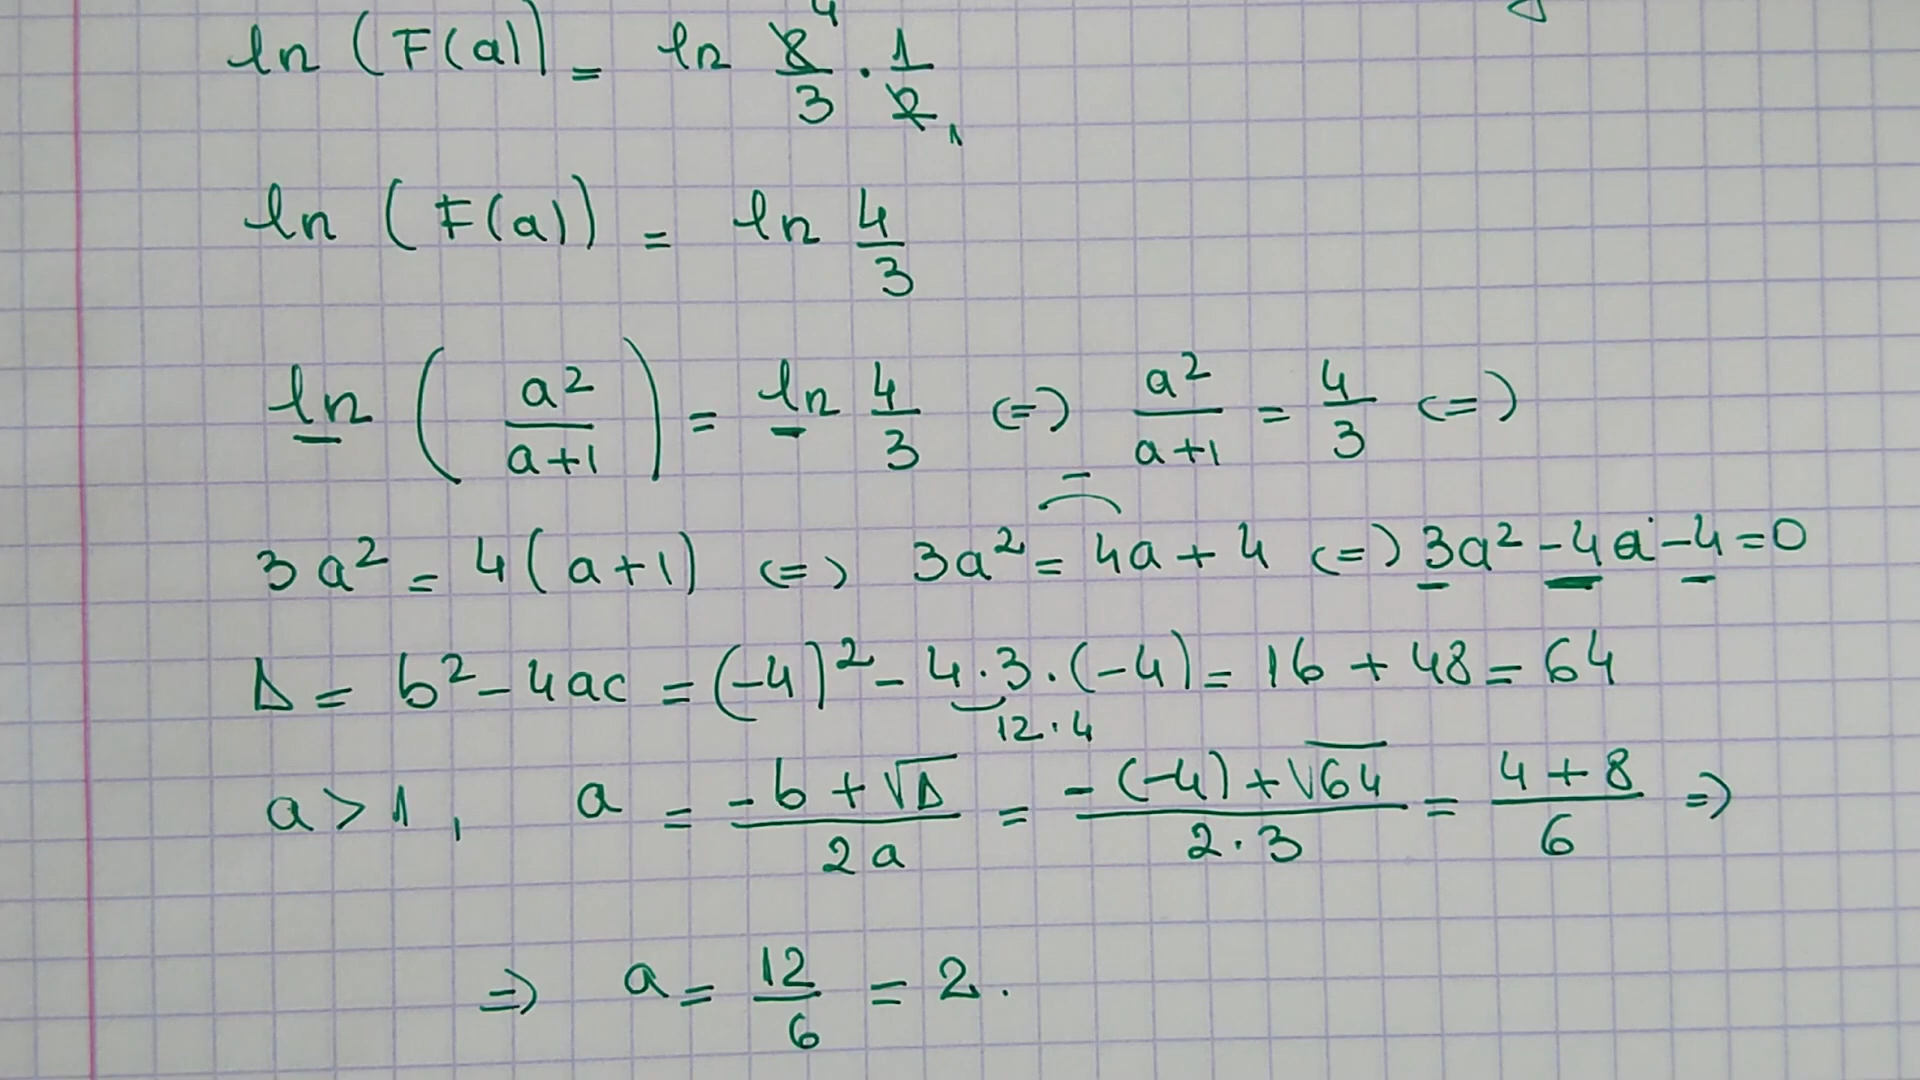 ln (F(a)) = ln 8/3 4 · 1/2 1
ln (F(a)) = ln 4/3
ln (a²/a+1) = ln 4/3 <=> a²/a+1 = 4/3 <=>
3a² = 4(a+1) <=> 3a² = 4a + 4 <=> 3a² -4a -4 = 0
Δ = b² - 4ac = (-4)² - 4·3·(-4) = 16 + 48 = 64
12·4
a > 1, a = -b + √Δ/2a = -(-4) + √64/2·3 = 4 + 8/6 =>
=> a = 12/6 = 2.